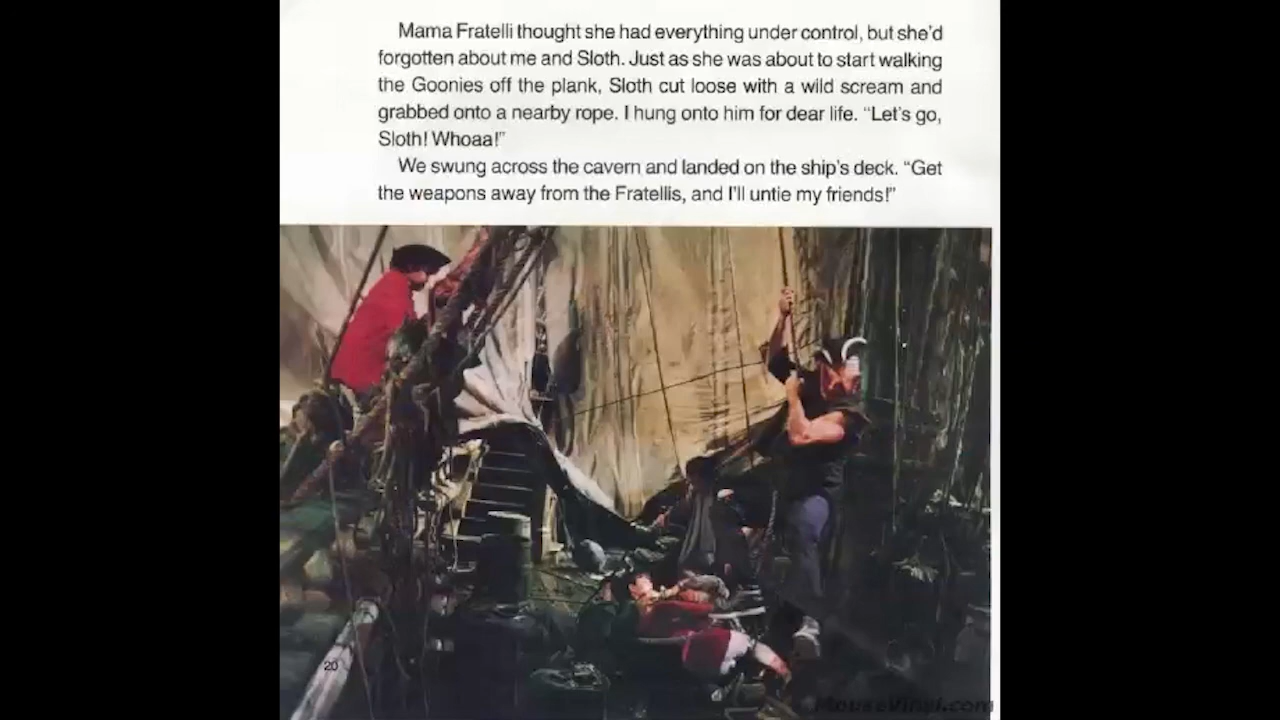 Mama Fratelli thought she had everything under control, but she'd
forgotten about me and Sloth. Just as she was about to start walking
the Goonies off the plank, Sloth cut loose with a wild scream and
grabbed onto a nearby rope. I hung onto him for dear life. “Let's go,
Sloth! Whoaa!”
We swung across the cavern and landed on the ship's deck. “Get
the weapons away from the Fratellis, and I'll untie my friends!”
20
MouseVinyl.com